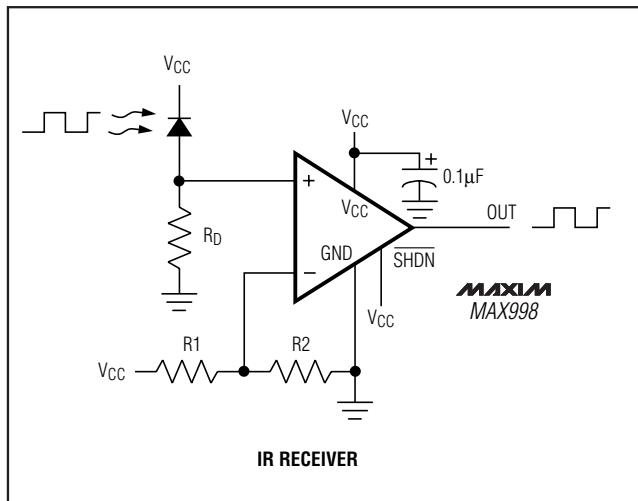 VCC
VCC
+
0.1µF
+
VCC
OUT
RD
GND
SHDN
−
MAXIM
MAX998
VCC
R1
R2
VCC
IR RECEIVER